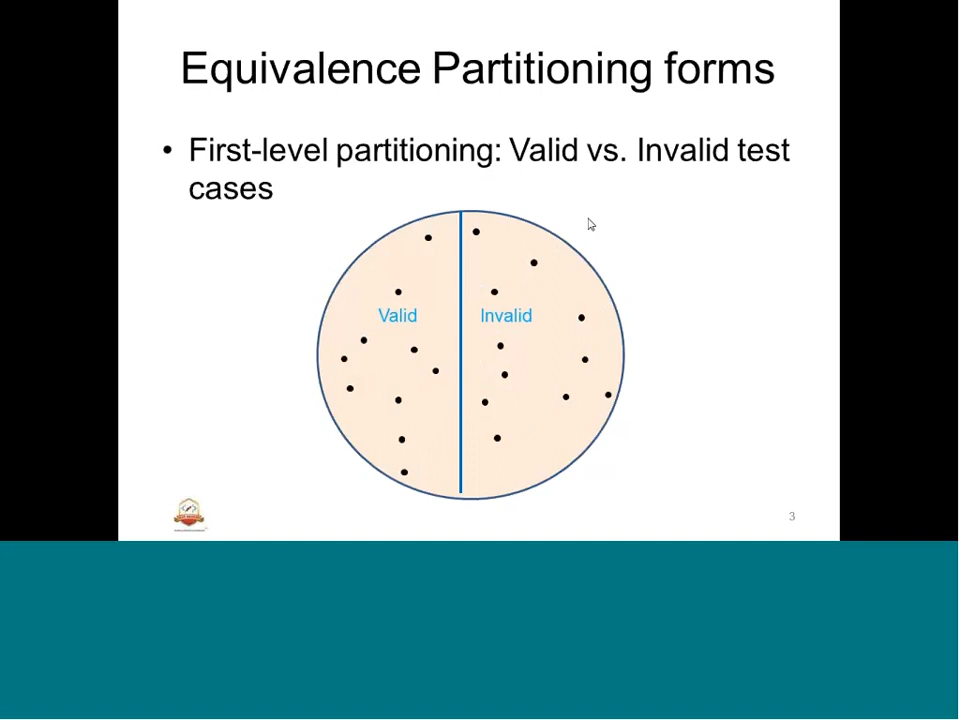 Equivalence Partitioning forms
• First-level partitioning: Valid vs. Invalid test
cases
Valid
Invalid
3